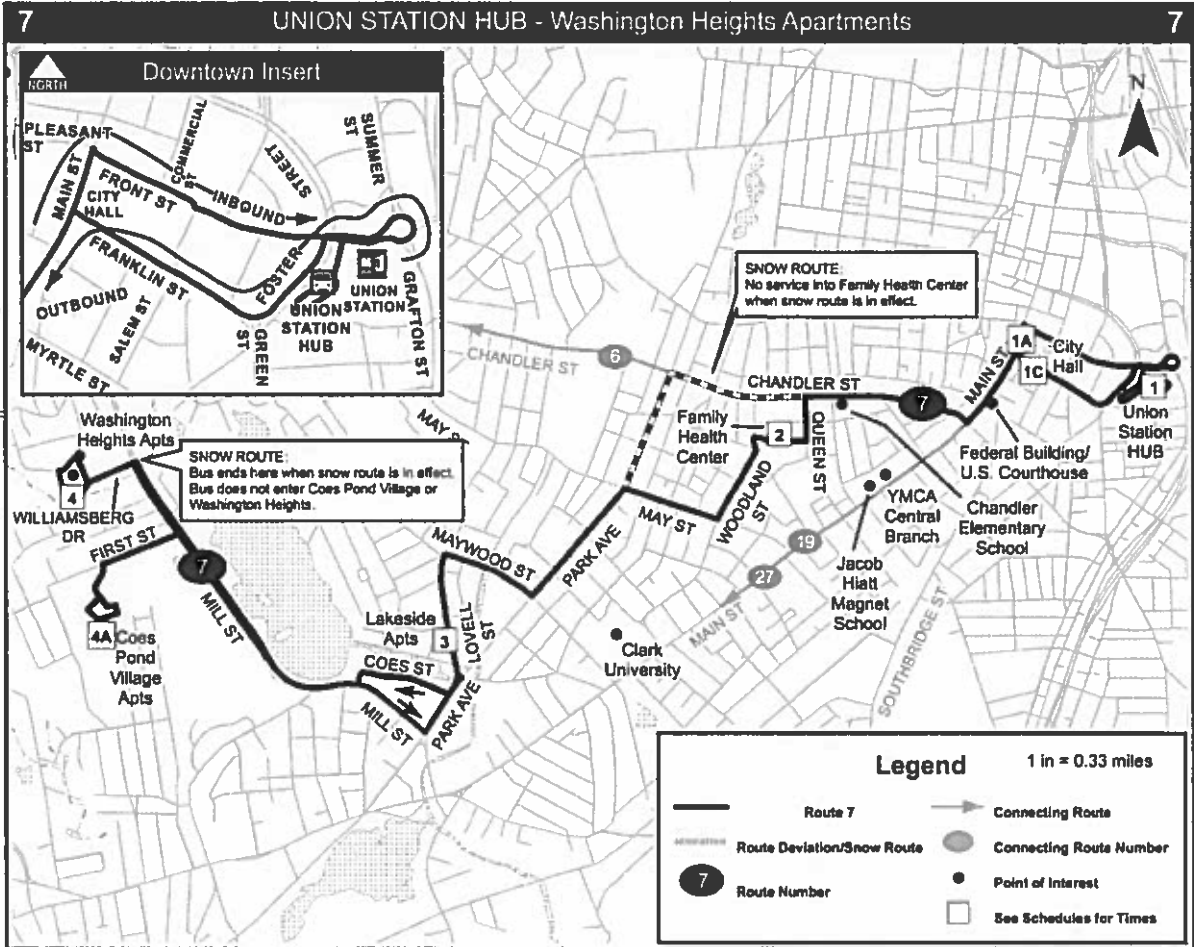 7
UNION STATION HUB - Washington Heights Apartments
7
NORTH
Downtown Insert
PLEASANT
ST
COMMERCIAL
ST
STREET
SUMMER
ST
MAIN ST
CITY
HALL
FRONT ST
INBOUND
FRANKLIN ST
FOSTER
OUTBOUND
SALEM ST
MYRTLE ST
GREEN
ST
UNION
STATION
HUB
UNION
STATION
GRAFTON ST
N
SNOW ROUTE:
No service into Family Health Center
when snow route is in effect.
CHANDLER ST
6
CHANDLER ST
7
MAIN ST
1A
1C
City
Hall
1
Union
Station
HUB
Federal Building/
U.S. Courthouse
Family
Health
Center
2
QUEEN ST
WOODLAND
ST
MAY ST
MAY ST
PARK AVE
YMCA
Central
Branch
Chandler
Elementary
School
Jacob
Hiatt
Magnet
School
19
27
MAIN ST
SOUTHBRIDGE ST
Clark
University
Washington
Heights Apts
SNOW ROUTE:
Bus ends here when snow route is in effect.
Bus does not enter Coes Pond Village or
Washington Heights.
4
WILLIAMSBERG
DR
FIRST ST
7
MILL ST
4A
Coes
Pond
Village
Apts
MAYWOOD ST
Lakeside
Apts
3
LOVELL
ST
COES ST
MILL ST
PARK AVE
Legend
1 in = 0.33 miles
Route 7
Connecting Route
Route Deviation/Snow Route
Connecting Route Number
7
Route Number
Point of Interest
See Schedules for Times